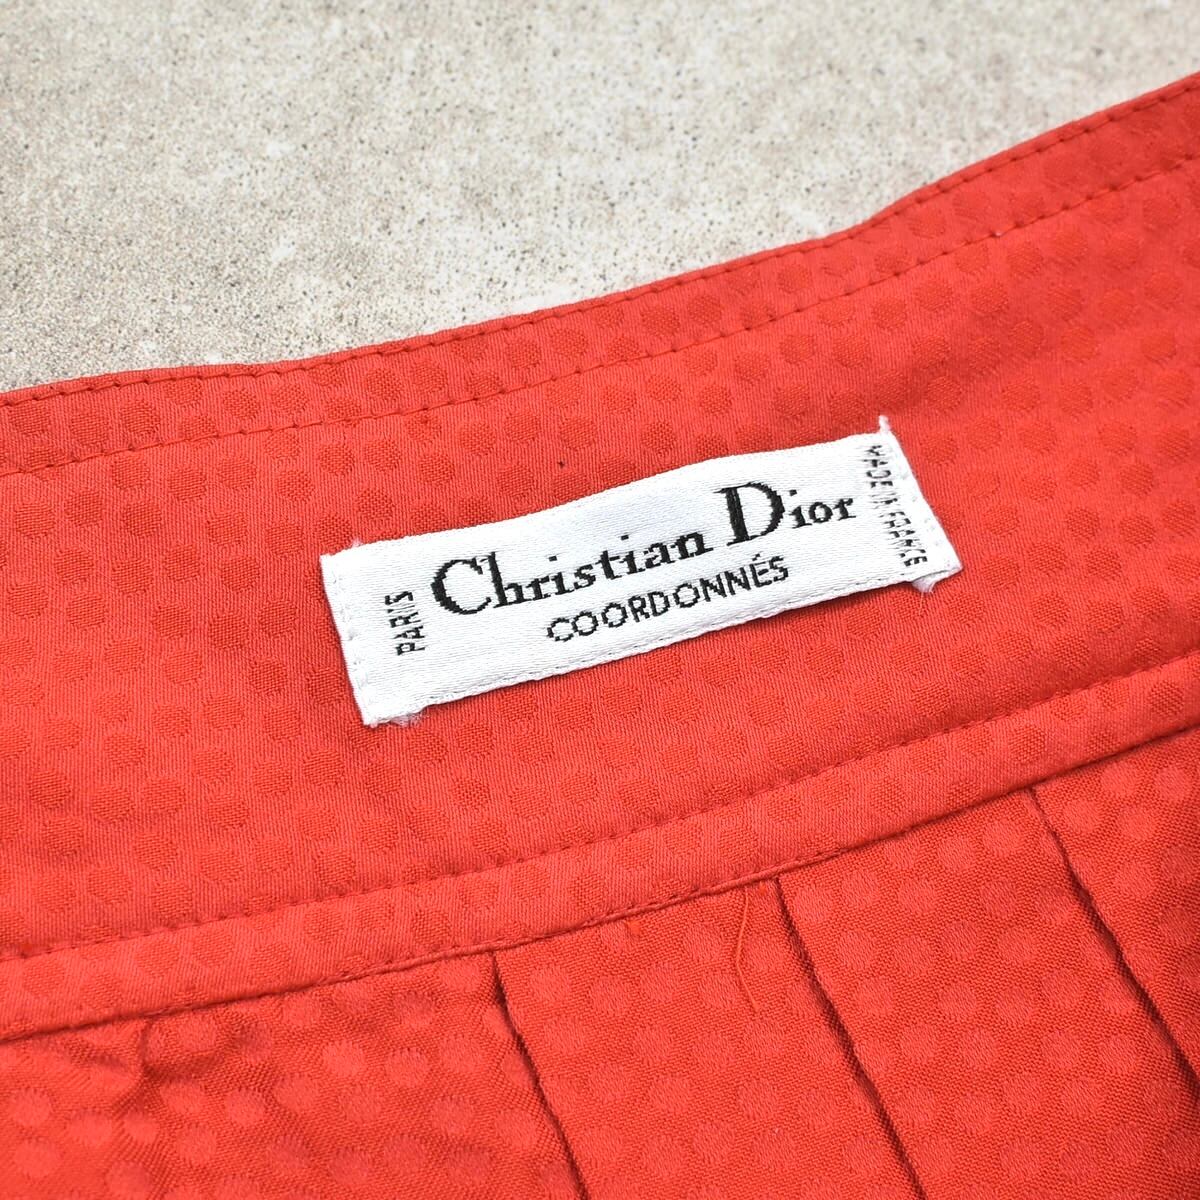 PARIS
Christian Dior
COORDONNÉS
MADE IN FRANCE